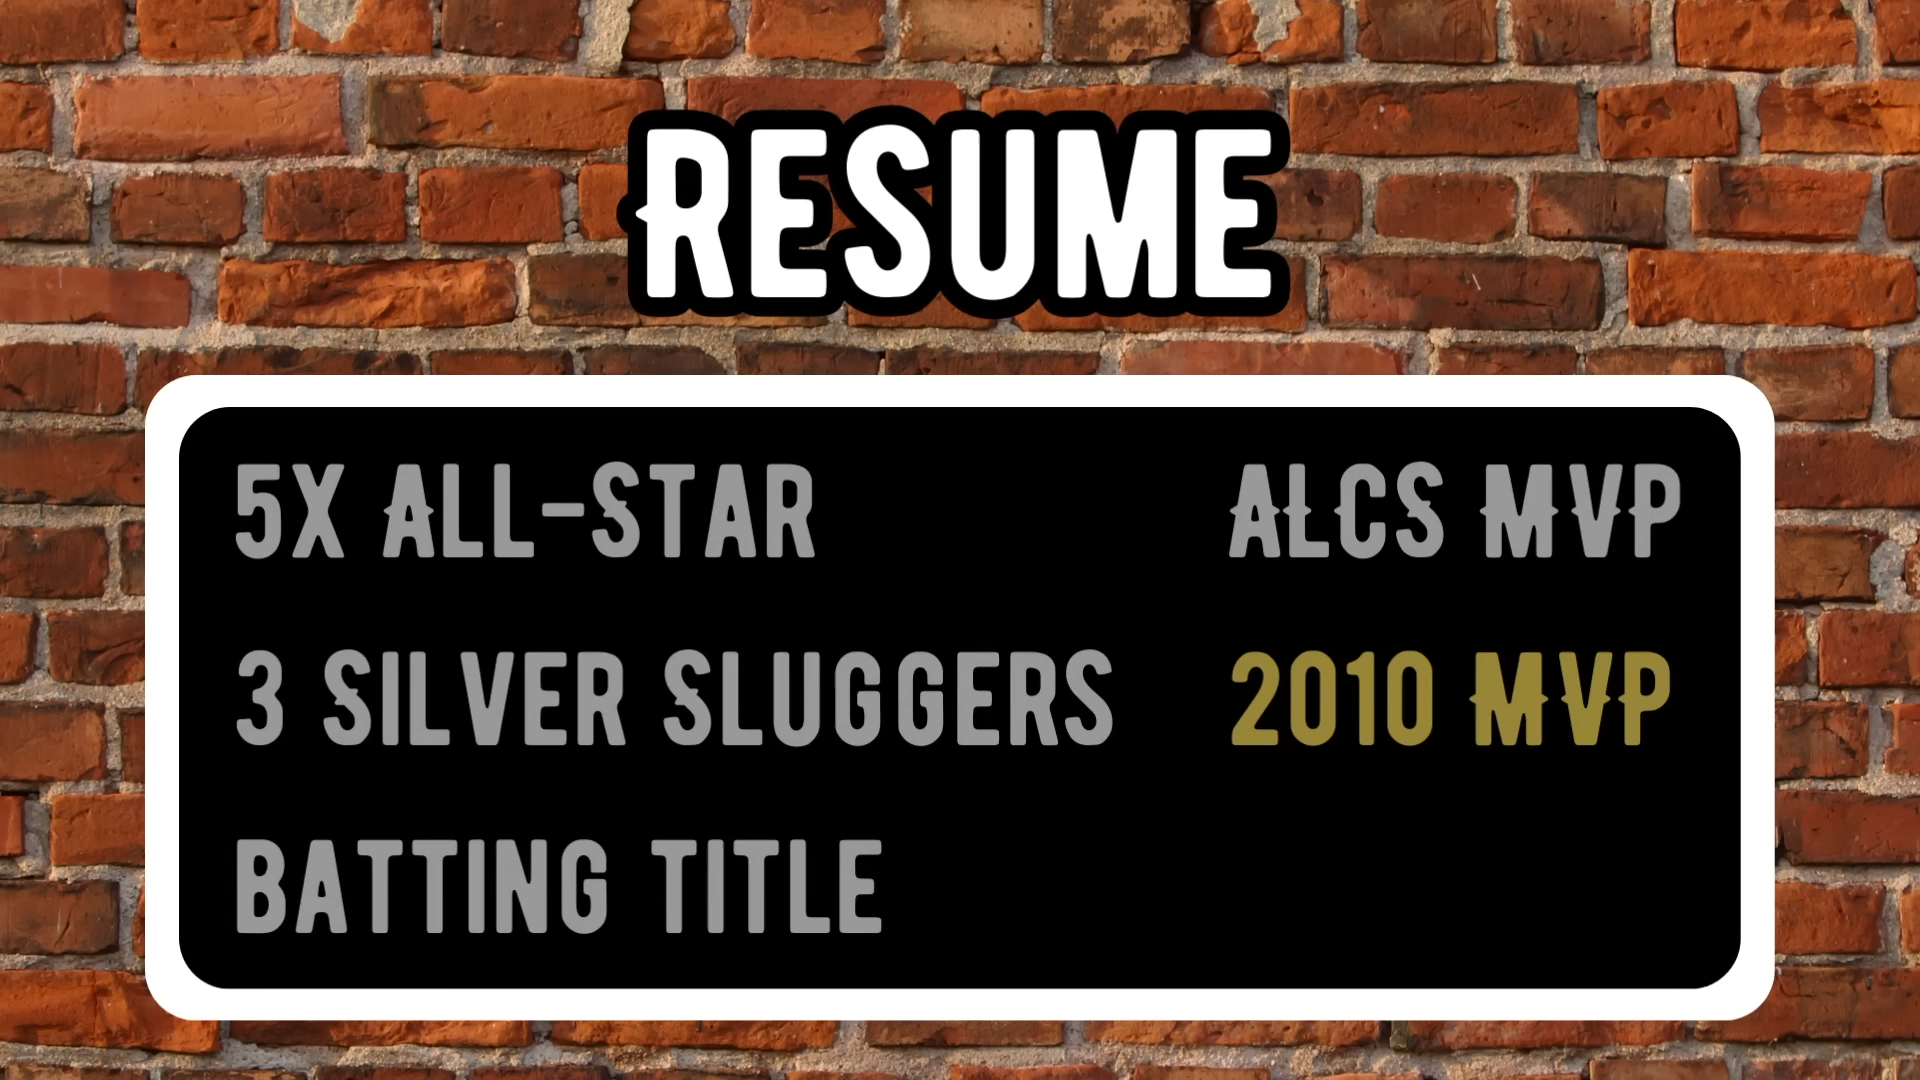 RESUME
5X ALL-STAR
3 SILVER SLUGGERS
BATTING TITLE
ALCS MVP
2010 MVP